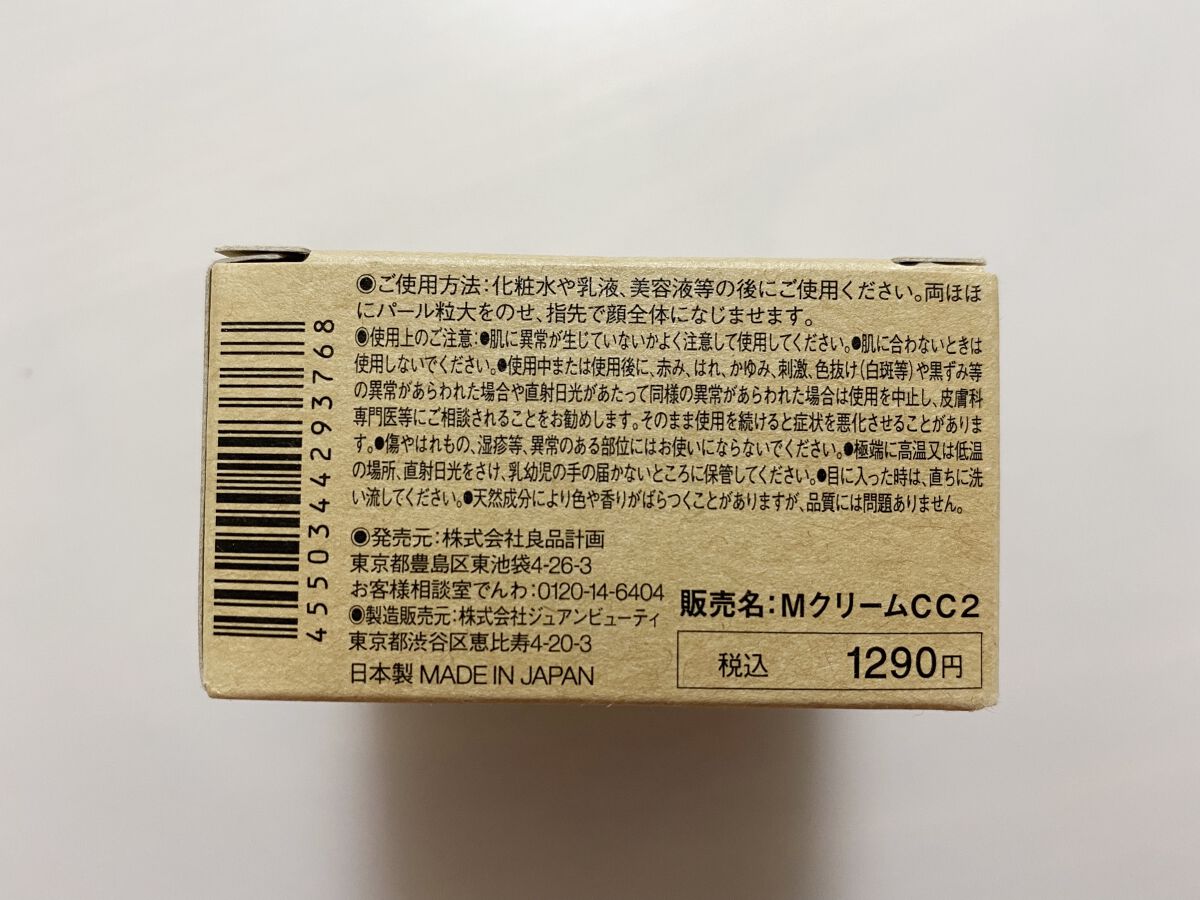 ◉ご使用方法:化粧水や乳液、美容液等の後にご使用ください。両ほほ
にパール粒大をのせ、指先で顔全体になじませます。
◉使用上のご注意:●肌に異常が生じていないかよく注意して使用してください。●肌に合わないときは
使用しないでください。●使用中または使用後に、赤み、はれ、かゆみ、刺激、色抜け(白斑等)や黒ずみ等
の異常があらわれた場合や直射日光があたって同様の異常があらわれた場合は使用を中止し、皮膚科
専門医等にご相談されることをお勧めします。そのまま使用を続けると症状を悪化させることがありま
す。●傷やはれもの、湿疹等、異常のある部位にはお使いにならないでください。●極端に高温又は低温
の場所、直射日光をさけ、乳幼児の手の届かないところに保管してください。●目に入った時は、直ちに洗
い流してください。●天然成分により色や香りがばらつくことがありますが、品質には問題ありません。
◉発売元:株式会社良品計画
東京都豊島区東池袋4-26-3
お客様相談室でんわ:0120-14-6404
◉製造販売元:株式会社ジュアンビューティ
東京都渋谷区恵比寿4-20-3
日本製 MADE IN JAPAN
販売名:MクリームCC2
税込 1290円
4550344293768